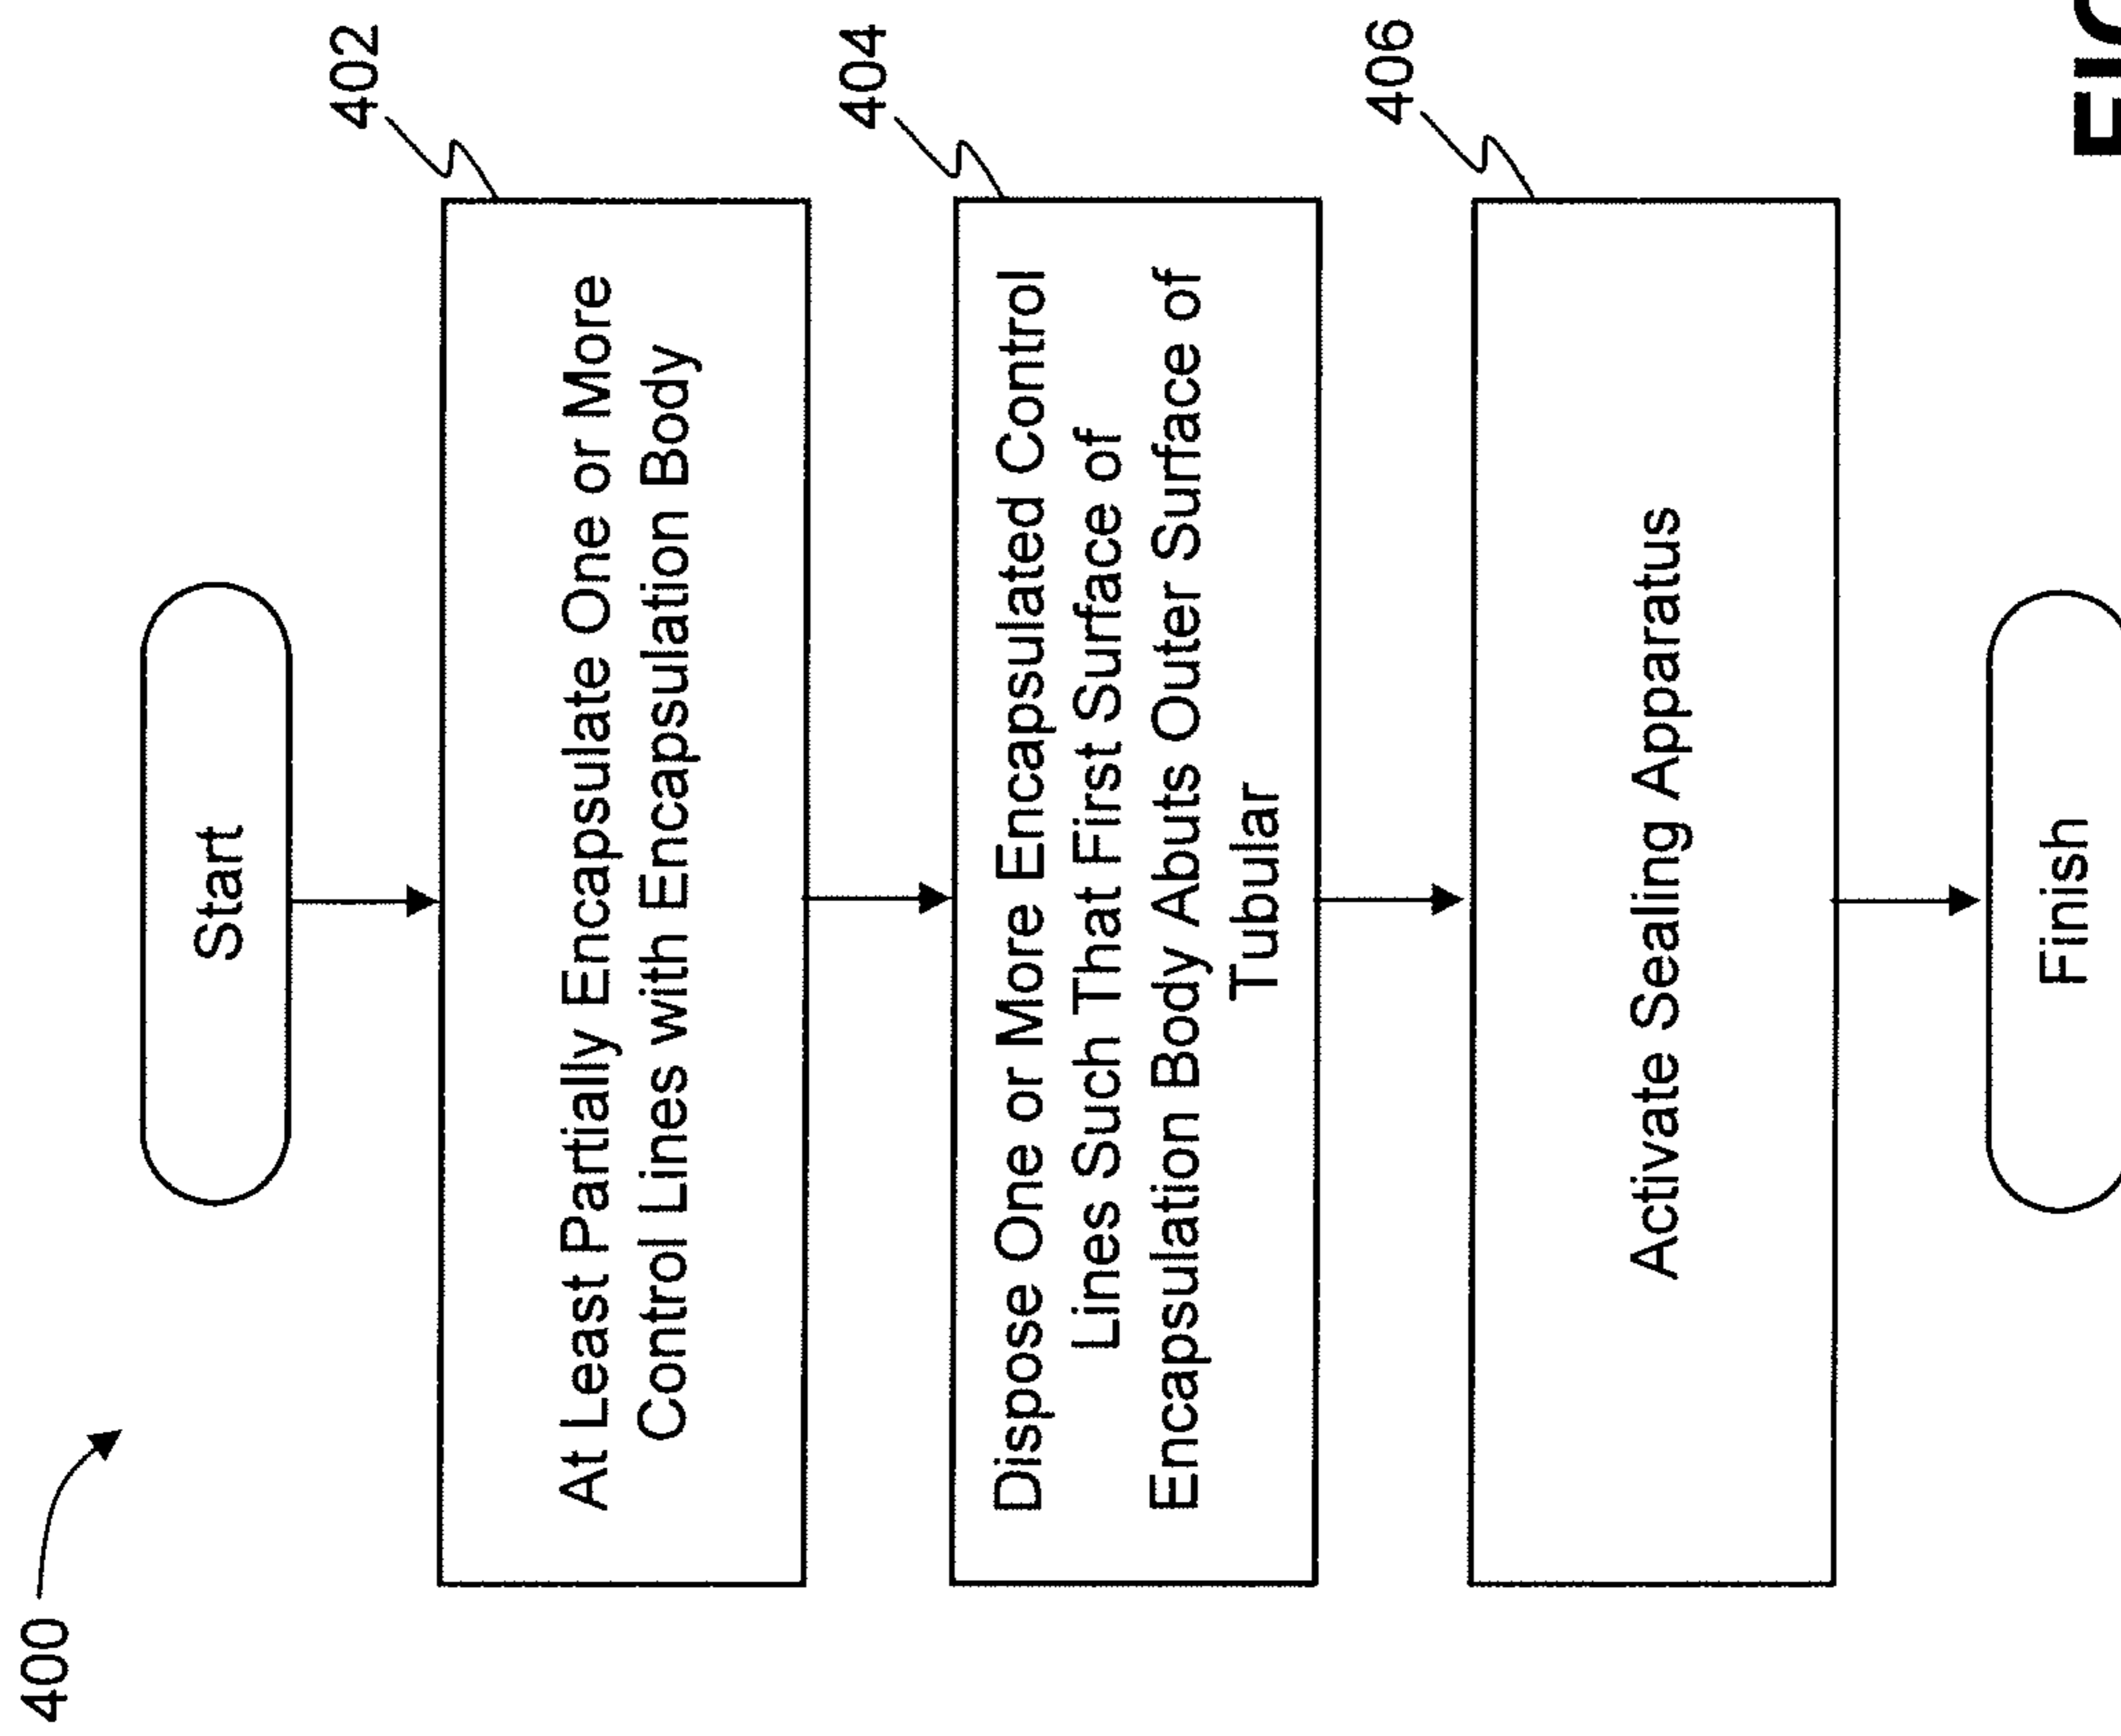 400
Start
402
At Least Partially Encapsulate One or More
Control Lines with Encapsulation Body
404
Dispose One or More Encapsulated Control
Lines Such That First Surface of
Encapsulation Body Abuts Outer Surface of
Tubular
406
Activate Sealing Apparatus
Finish